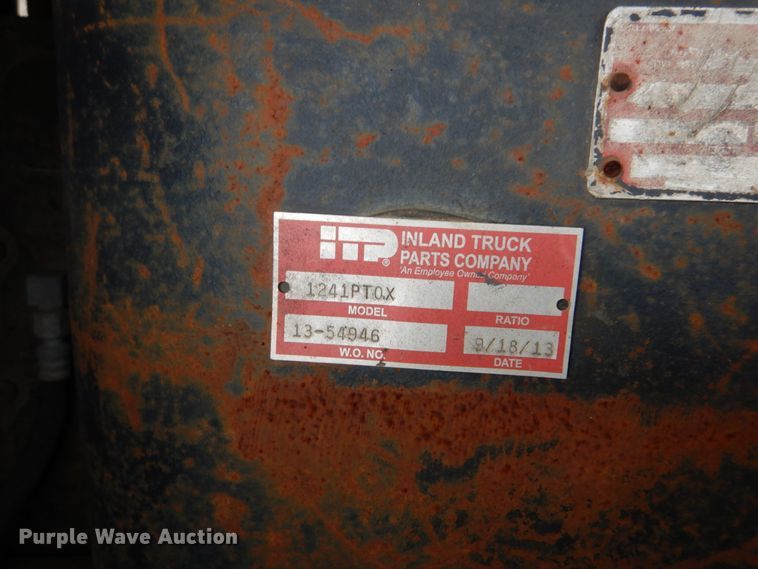 ITP® INLAND TRUCK
PARTS COMPANY
'An Employee Owned Company'
1241PTOX
MODEL
RATIO
13-54946
9/18/13
W.O. NO.
DATE
Purple Wave Auction